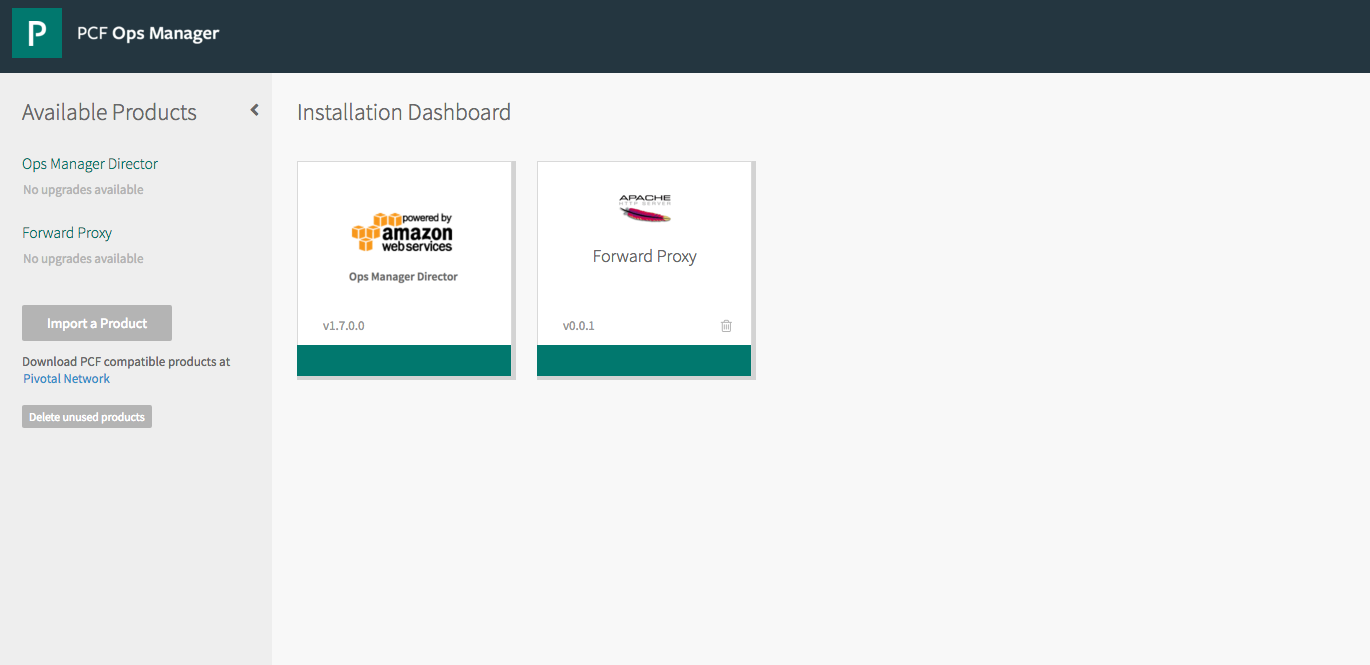 P
PCF Ops Manager
Available Products
Ops Manager Director
No upgrades available
Forward Proxy
No upgrades available
Import a Product
Download PCF compatible products at
Pivotal Network
Delete unused products
Installation Dashboard
powered by
amazon
web services
Ops Manager Director
v1.7.0.0
APACHE
HTTP SERVER
Forward Proxy
v0.0.1